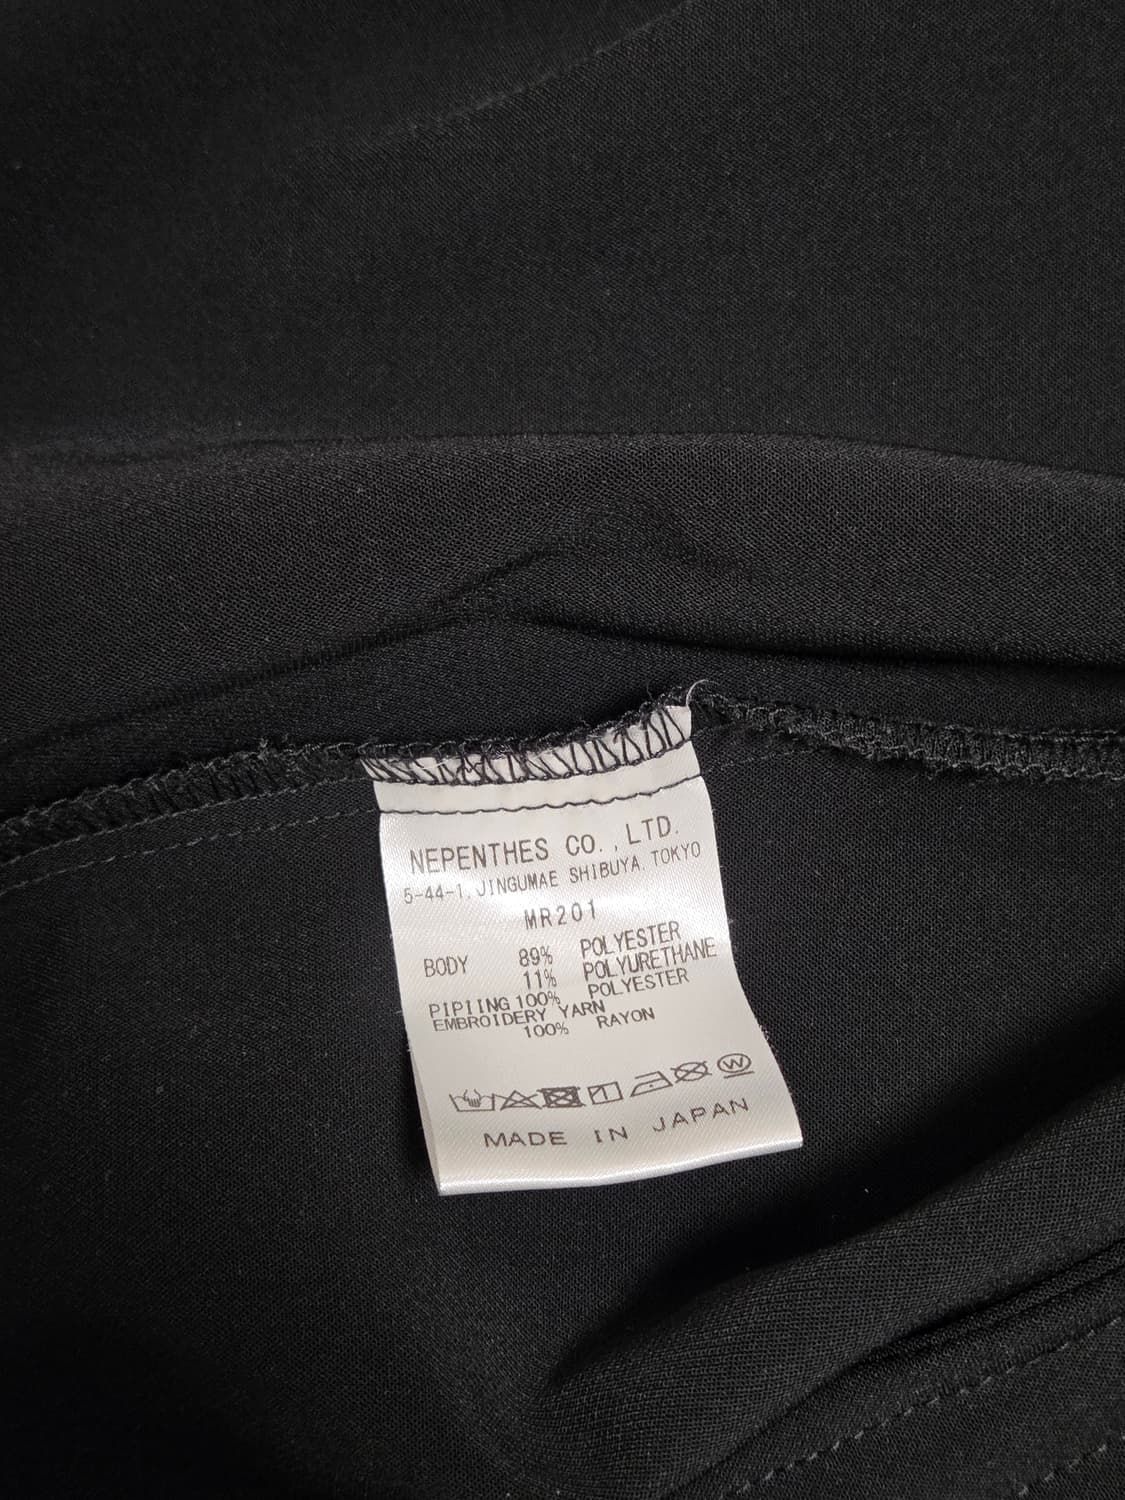 NEPENTHES CO. , LTD.
5-44-1, JINGUMAE SHIBUYA. TOKYO
MR201
BODY 89% POLYESTER
11% POLYURETHANE
PIPIING 100% POLYESTER
EMBROIDERY YARN
100% RAYON
MADE IN JAPAN